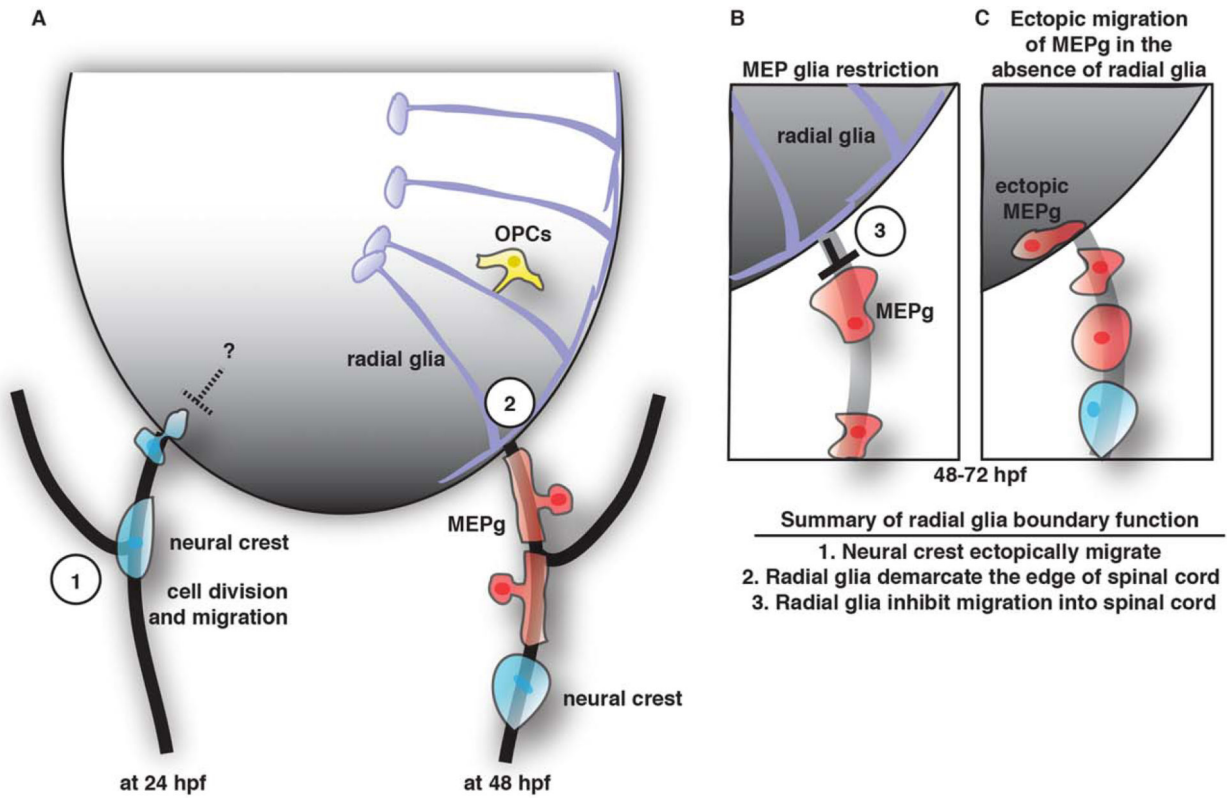 A
OPCs
radial glia
?
2
MEPg
neural crest
1
cell division
and migration
neural crest
at 24 hpf
at 48 hpf
B
MEP glia restriction
radial glia
3
MEPg
C
Ectopic migration
of MEPg in the
absence of radial glia
ectopic
MEPg
48-72 hpf
Summary of radial glia boundary function
1. Neural crest ectopically migrate
2. Radial glia demarcate the edge of spinal cord
3. Radial glia inhibit migration into spinal cord